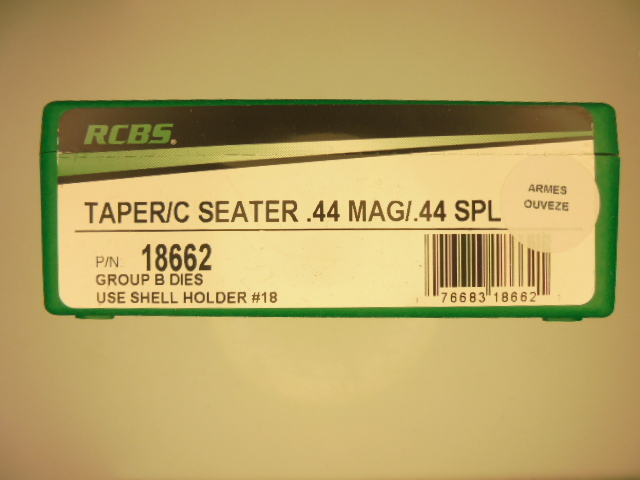 RCBS.
TAPER/C SEATER .44 MAG/.44 SPL
ARMES
OUVEZE
P/N. 18662
GROUP B DIES
USE SHELL HOLDER #18
76683 18662